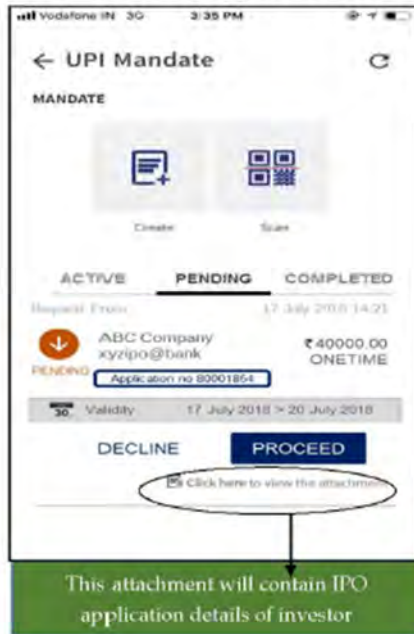 Vodafone IN 3G 2:35 PM
← UPI Mandate
MANDATE
Create Scan
ACTIVE PENDING COMPLETED
Request From 17 July 2018 14:21
ABC Company ₹40000.00
xyzipo@bank ONETIME
PENDING
Application no 80001854
30 Validity 17 July 2018 > 20 July 2018
DECLINE PROCEED
Click here to view the attachment
This attachment will contain IPO
application details of investor